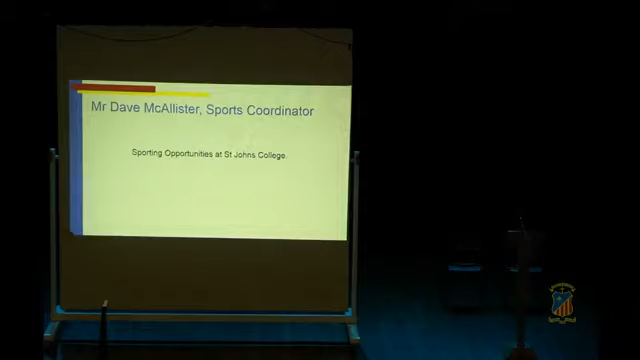 Mr Dave McAllister, Sports Coordinator
Sporting Opportunities at St Johns College.